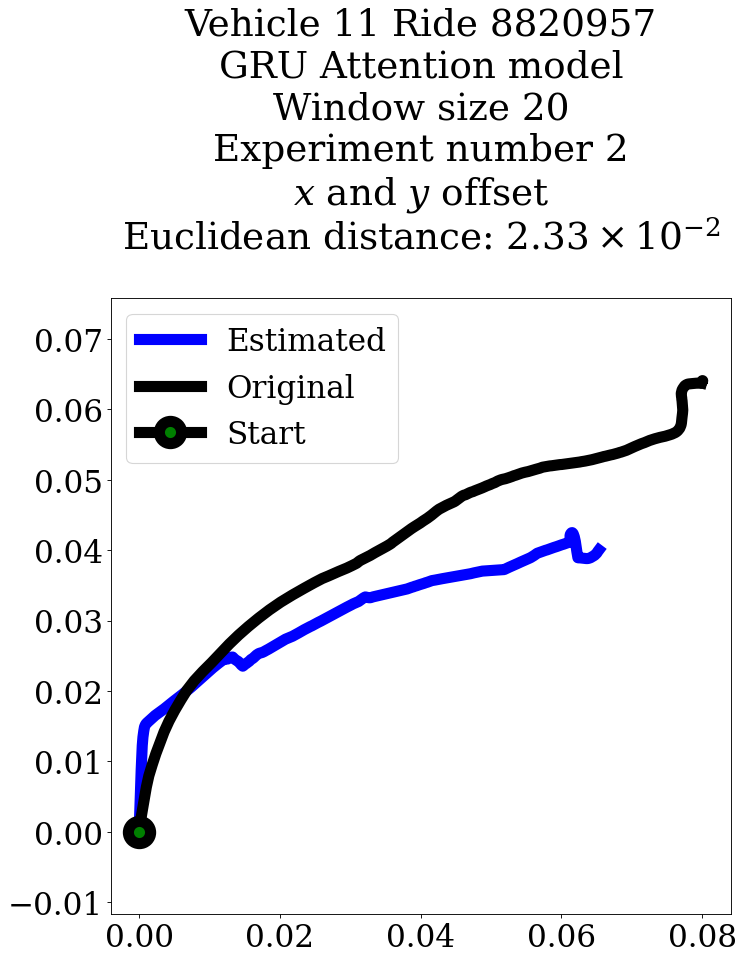 Vehicle 11 Ride 8820957
GRU Attention model
Window size 20
Experiment number 2
x and y offset
Euclidean distance: 2.33 × 10⁻²
Estimated
Original
Start
0.07
0.06
0.05
0.04
0.03
0.02
0.01
0.00
−0.01
0.00 0.02 0.04 0.06 0.08